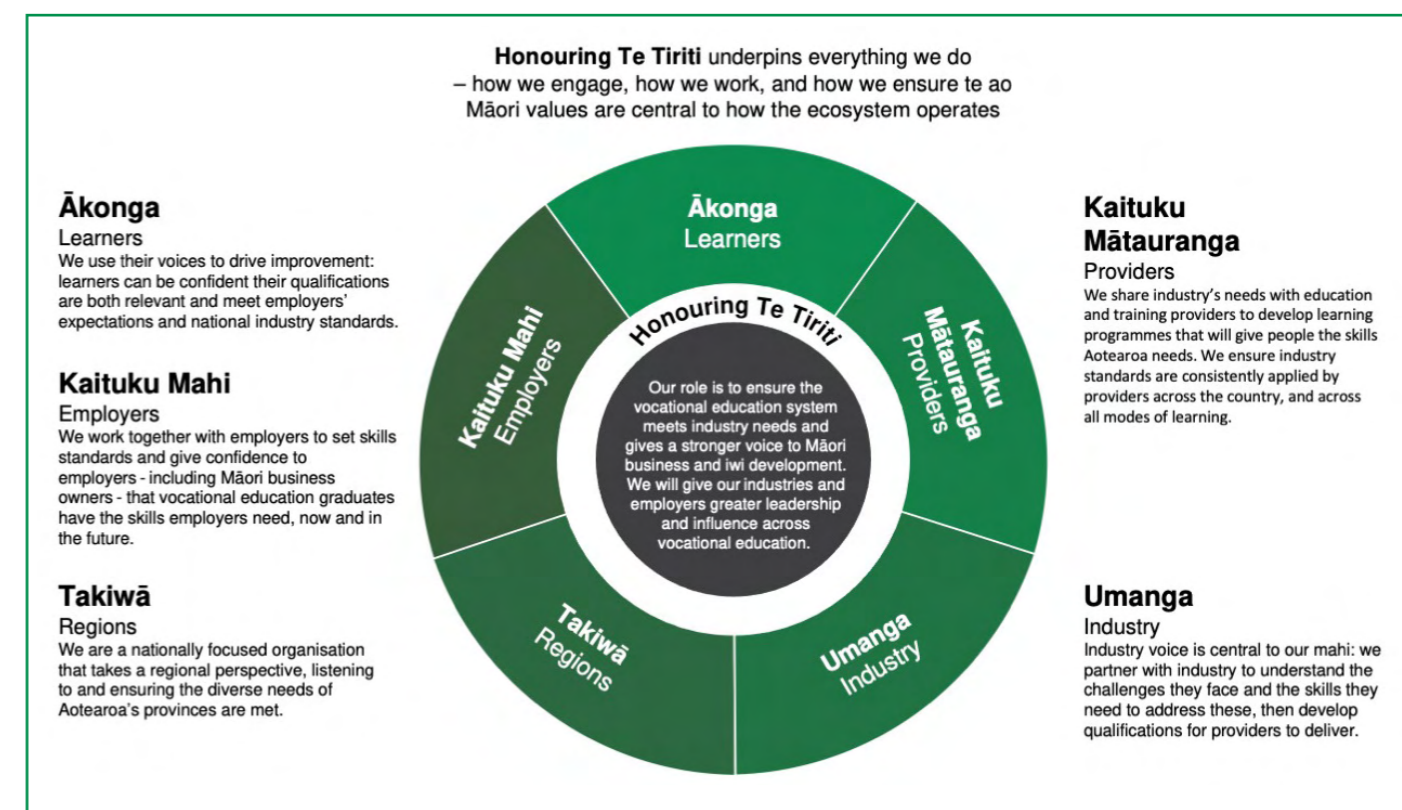 Honouring Te Tiriti underpins everything we do
– how we engage, how we work, and how we ensure te ao
Māori values are central to how the ecosystem operates
Ākonga
Learners
We use their voices to drive improvement:
learners can be confident their qualifications
are both relevant and meet employers'
expectations and national industry standards.
Kaituku Mahi
Employers
We work together with employers to set skills
standards and give confidence to
employers - including Māori business
owners - that vocational education graduates
have the skills employers need, now and in
the future.
Takiwā
Regions
We are a nationally focused organisation
that takes a regional perspective, listening
to and ensuring the diverse needs of
Aotearoa's provinces are met.
Ākonga
Learners
Kaituku
Mātauranga
Providers
Umanga
Industry
Takiwā
Regions
Kaituku Mahi
Employers
Honouring Te Tiriti
Our role is to ensure the
vocational education system
meets industry needs and
gives a stronger voice to Māori
business and iwi development.
We will give our industries and
employers greater leadership
and influence across
vocational education.
Kaituku
Mātauranga
Providers
We share industry's needs with education
and training providers to develop learning
programmes that will give people the skills
Aotearoa needs. We ensure industry
standards are consistently applied by
providers across the country, and across
all modes of learning.
Umanga
Industry
Industry voice is central to our mahi: we
partner with industry to understand the
challenges they face and the skills they
need to address these, then develop
qualifications for providers to deliver.